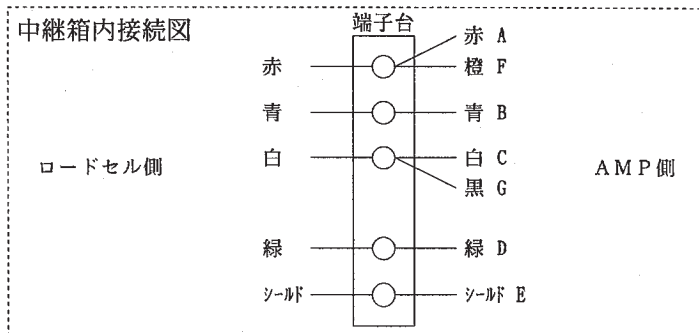 中継箱内接続図
端子台
赤 A
赤 橙 F
青 青 B
白 白 C
ロードセル側 AMP側
黒 G
緑 緑 D
シールド シールド E